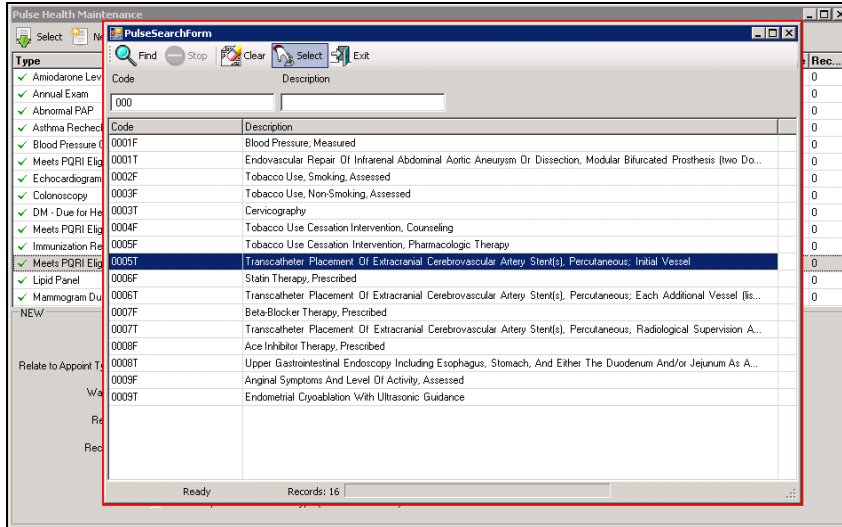 Pulse Health Maintenance
Select Ne
PulseSearchForm
Find Stop Clear Select Exit
Type
Rec...
Code Description
000
Amiodarone Lev 0
Annual Exam 0
Abnormal PAP 0
Asthma Recheck 0
Blood Pressure 0
Meets PQRI Elig 0
Echocardiogram 0
Colonoscopy 0
DM - Due for He 0
Meets PQRI Elig 0
Immunization Re 0
Meets PQRI Elig 0
Lipid Panel 0
Mammogram Du 0
NEW
Relate to Appoint Ty
Wa
Re
Rec
Code Description
0001F Blood Pressure, Measured
0001T Endovascular Repair Of Infrarenal Abdominal Aortic Aneurysm Or Dissection, Modular Bifurcated Prosthesis (two Do...
0002F Tobacco Use, Smoking, Assessed
0003F Tobacco Use, Non-Smoking, Assessed
0003T Cervicography
0004F Tobacco Use Cessation Intervention, Counseling
0005F Tobacco Use Cessation Intervention, Pharmacologic Therapy
0005T Transcatheter Placement Of Extracranial Cerebrovascular Artery Stent(s), Percutaneous; Initial Vessel
0006F Statin Therapy, Prescribed
0006T Transcatheter Placement Of Extracranial Cerebrovascular Artery Stent(s), Percutaneous; Each Additional Vessel (lis...
0007F Beta-Blocker Therapy, Prescribed
0007T Transcatheter Placement Of Extracranial Cerebrovascular Artery Stent(s), Percutaneous, Radiological Supervision A...
0008F Ace Inhibitor Therapy, Prescribed
0008T Upper Gastrointestinal Endoscopy Including Esophagus, Stomach, And Either The Duodenum And/or Jejunum As A...
0009F Anginal Symptoms And Level Of Activity, Assessed
0009T Endometrial Cryoablation With Ultrasonic Guidance
Ready Records: 16